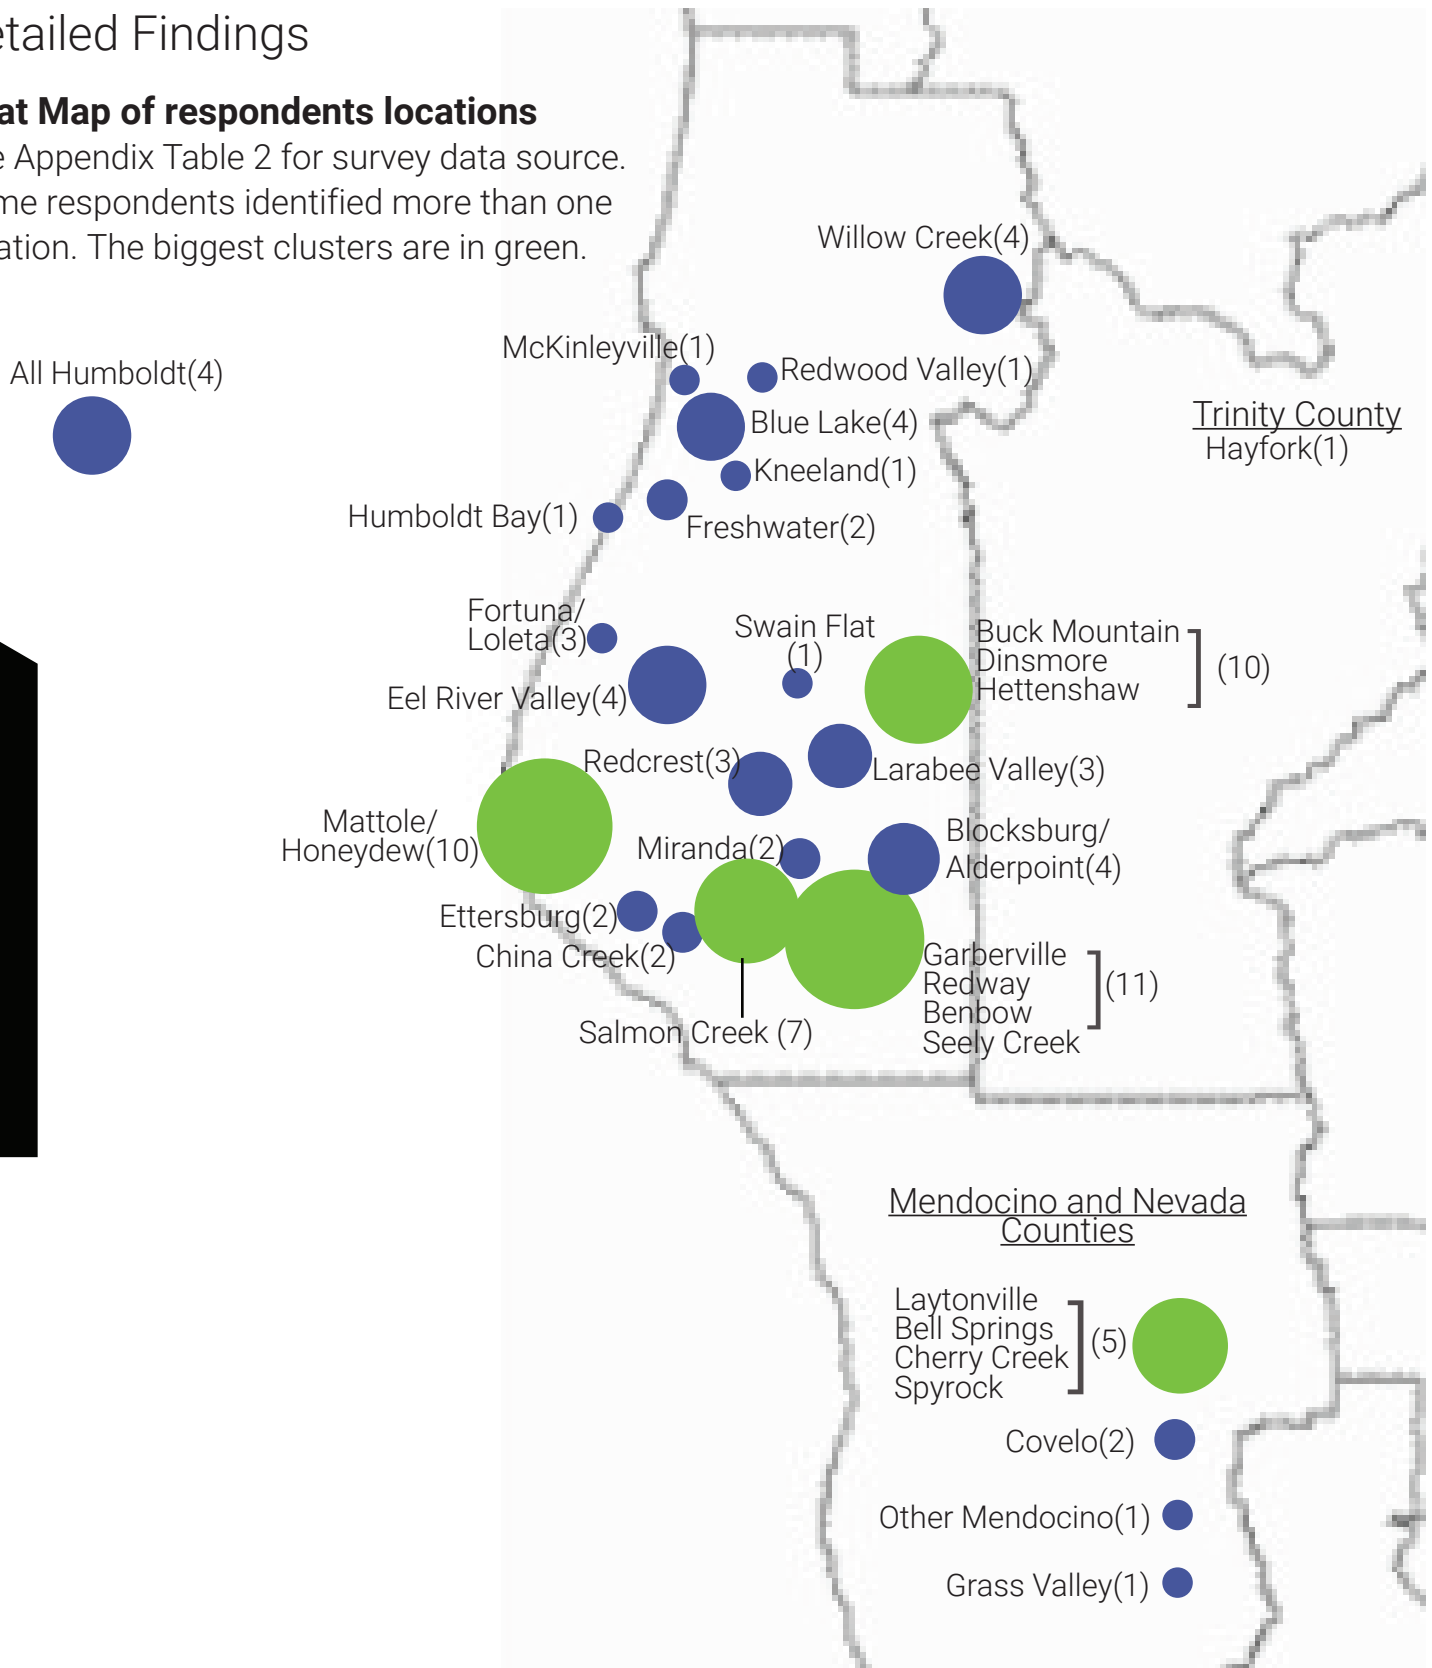 etailed Findings
at Map of respondents locations
e Appendix Table 2 for survey data source.
me respondents identified more than one
ation. The biggest clusters are in green.
Willow Creek(4)
McKinleyville(1)
Redwood Valley(1)
All Humboldt(4)
Blue Lake(4)
Trinity County
Hayfork(1)
Kneeland(1)
Humboldt Bay(1)
Freshwater(2)
Fortuna/
Loleta(3)
Swain Flat
(1)
Buck Mountain
Dinsmore
Hettenshaw
(10)
Eel River Valley(4)
Redcrest(3)
Larabee Valley(3)
Mattole/
Honeydew(10)
Miranda(2)
Blocksburg/
Alderpoint(4)
Ettersburg(2)
China Creek(2)
Garberville
Redway
Benbow
Seely Creek
(11)
Salmon Creek (7)
Mendocino and Nevada
Counties
Laytonville
Bell Springs
Cherry Creek
Spyrock
(5)
Covelo(2)
Other Mendocino(1)
Grass Valley(1)